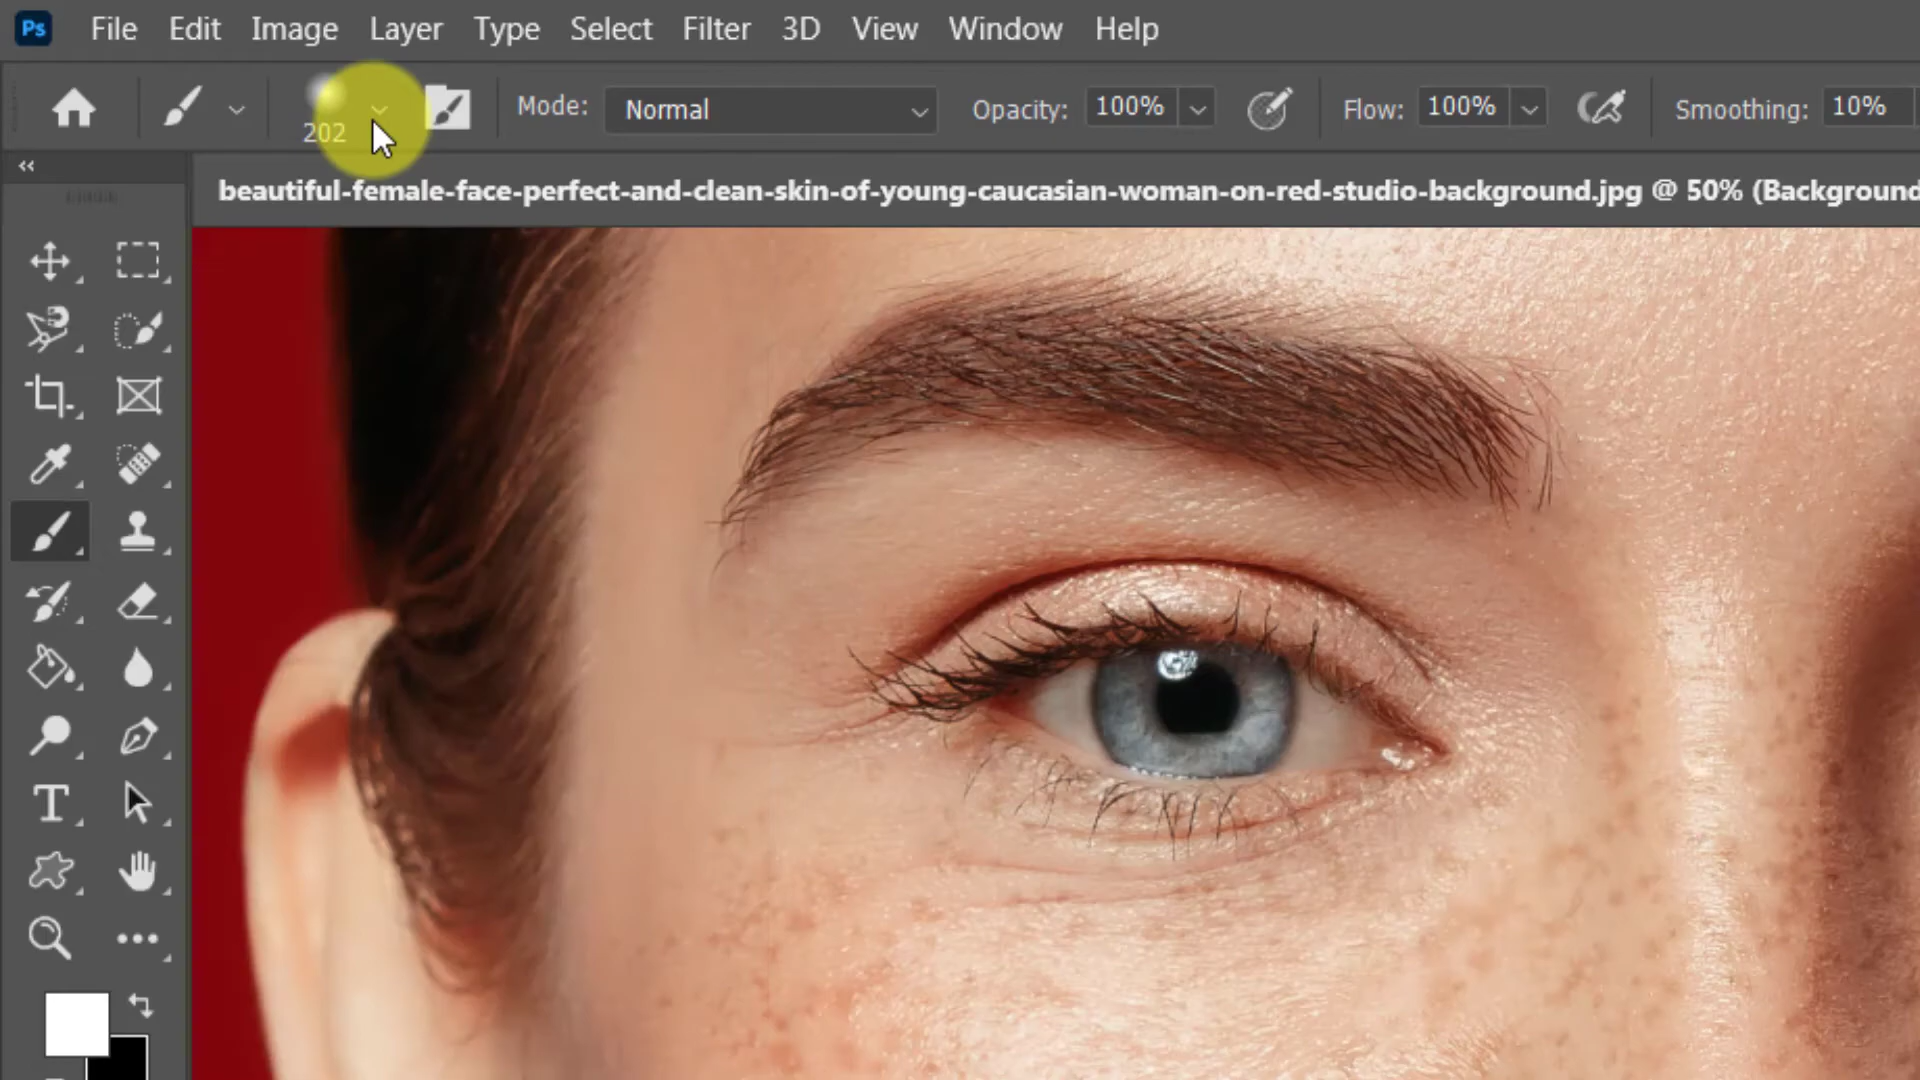 Ps File Edit Image Layer Type Select Filter 3D View Window Help
202 Mode: Normal Opacity: 100% Flow: 100% Smoothing: 10%
beautiful-female-face-perfect-and-clean-skin-of-young-caucasian-woman-on-red-studio-background.jpg @ 50% (Background
T